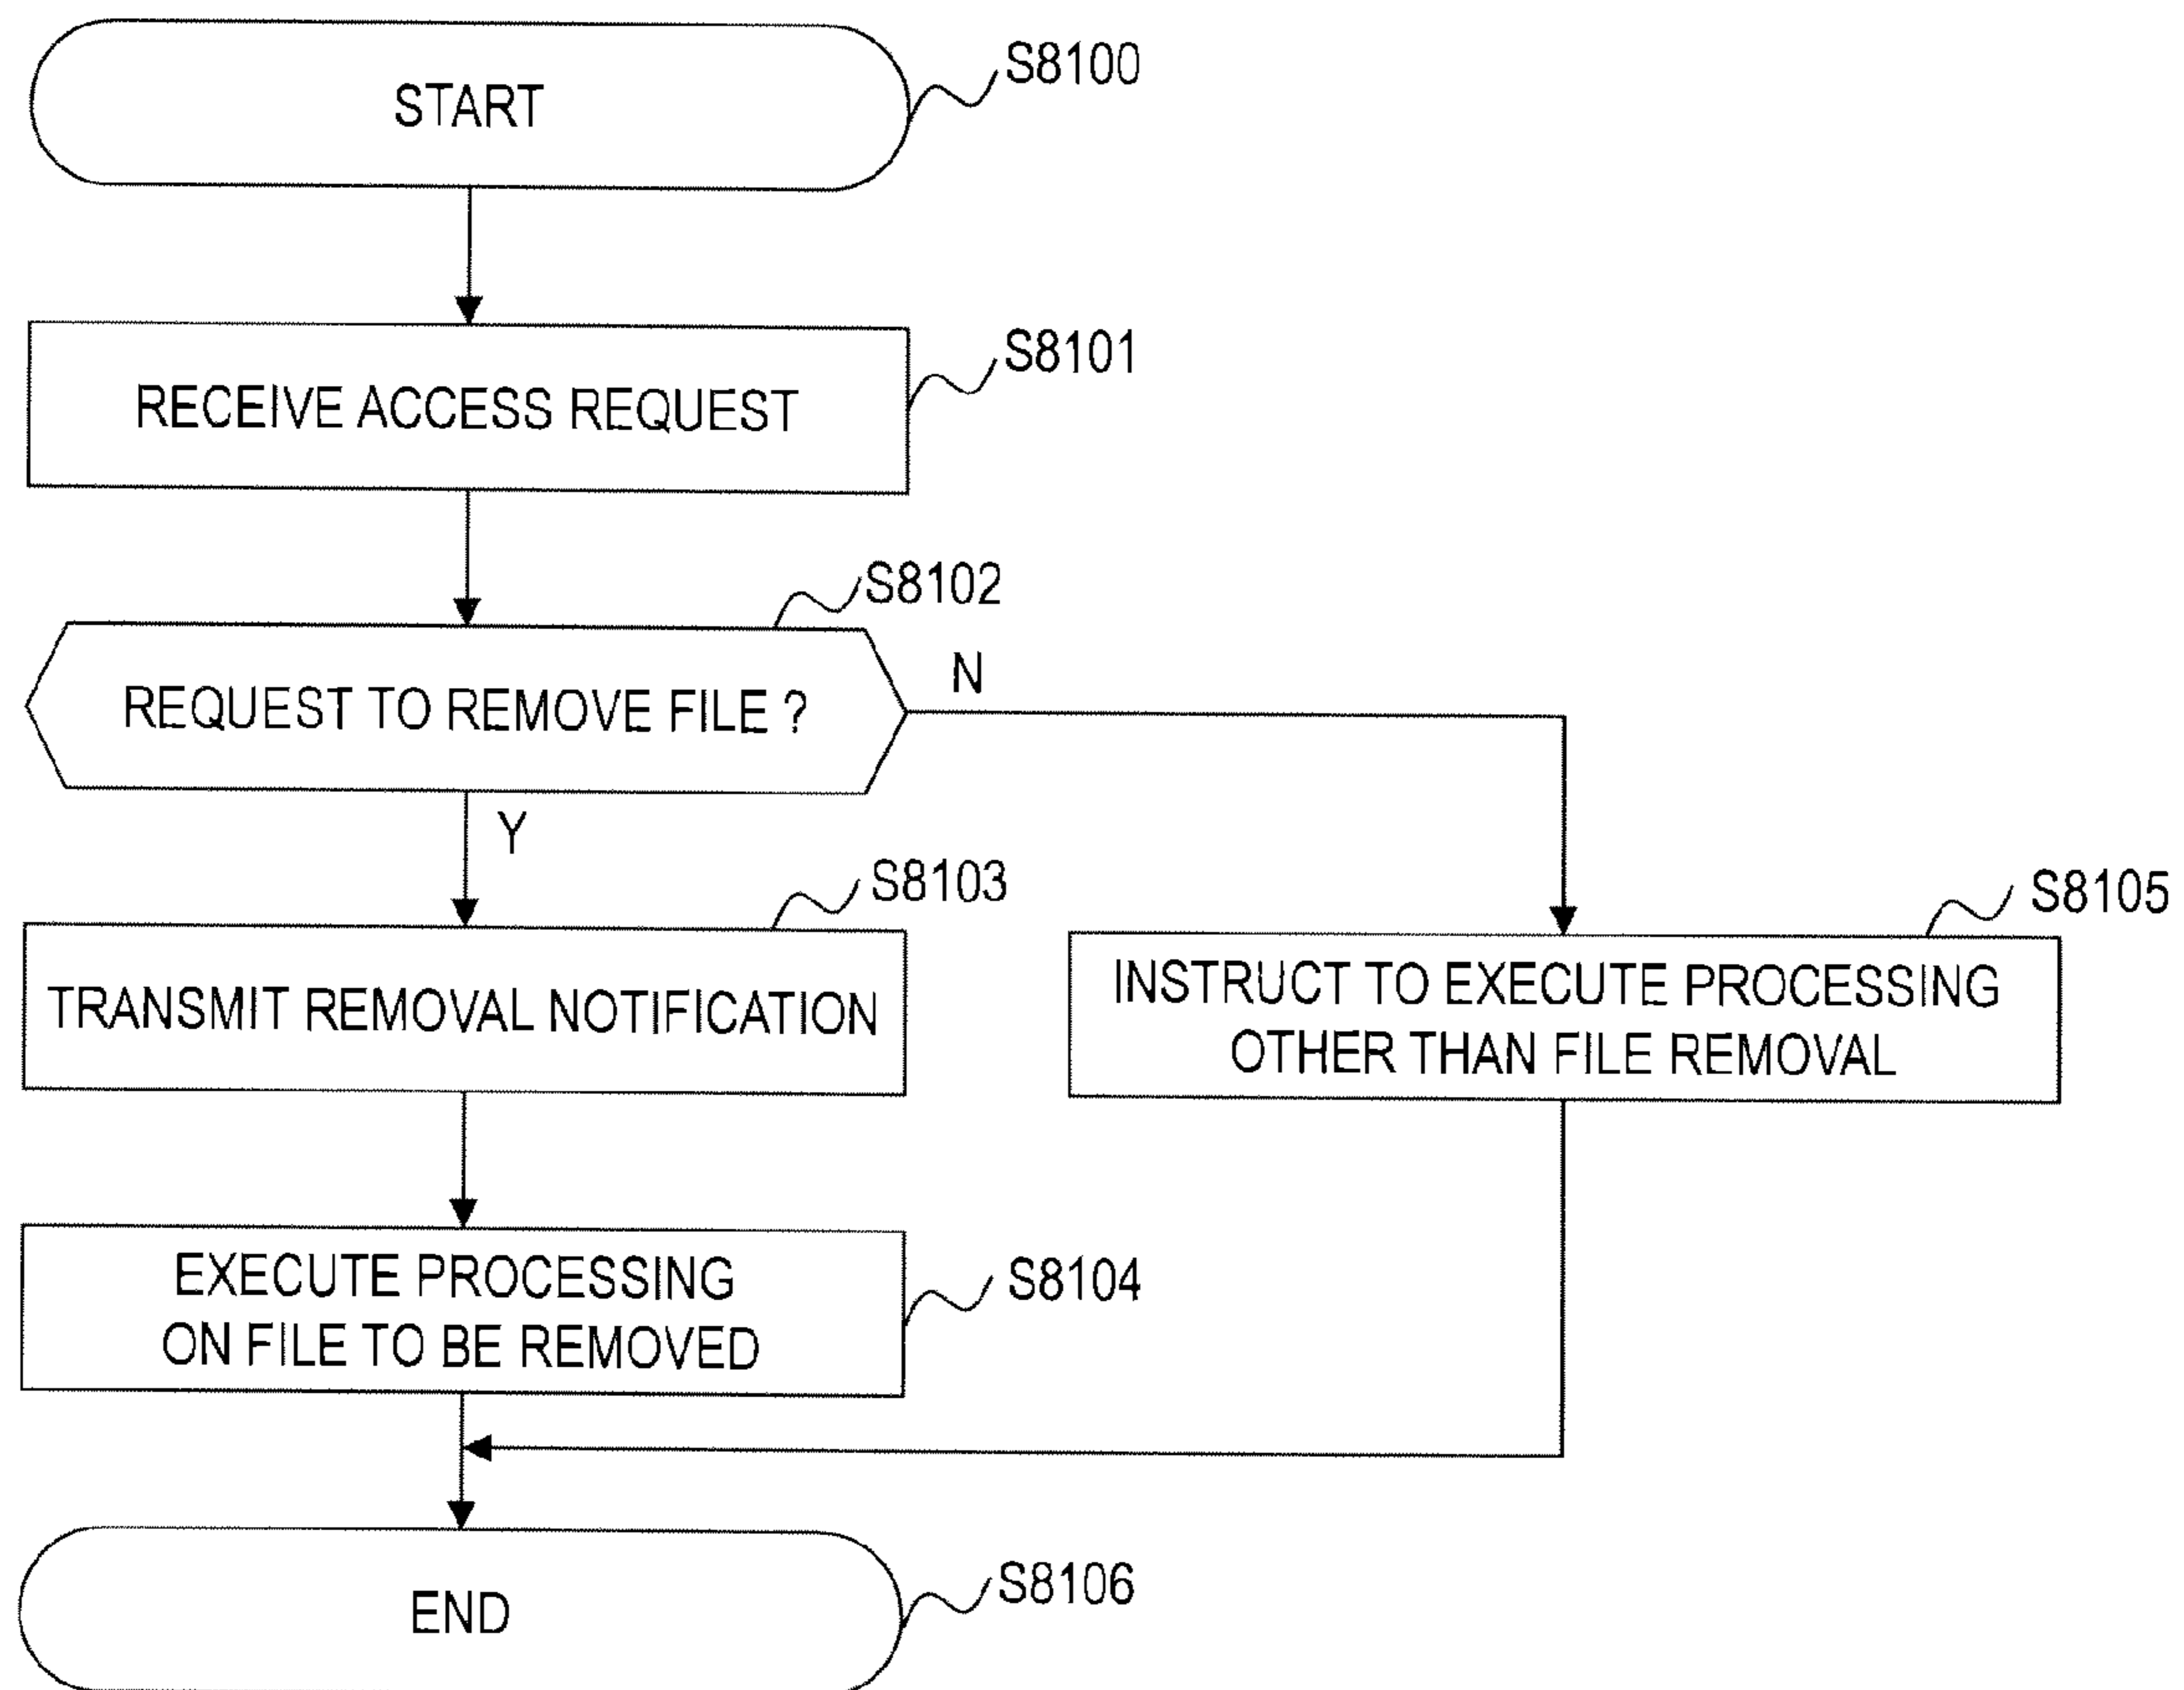 START
S8100
RECEIVE ACCESS REQUEST
S8101
S8102
REQUEST TO REMOVE FILE ?
N
Y
S8103
TRANSMIT REMOVAL NOTIFICATION
S8105
INSTRUCT TO EXECUTE PROCESSING
OTHER THAN FILE REMOVAL
EXECUTE PROCESSING
ON FILE TO BE REMOVED
S8104
END
S8106